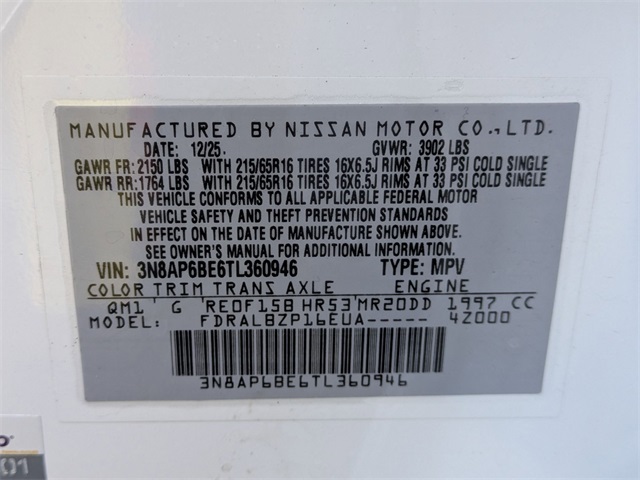 MANUFACTURED BY NISSAN MOTOR CO., LTD.
DATE: 12/25. GVWR: 3902 LBS
GAWR FR: 2150 LBS WITH 215/65R16 TIRES 16X6.5J RIMS AT 33 PSI COLD SINGLE
GAWR RR: 1764 LBS WITH 215/65R16 TIRES 16X6.5J RIMS AT 33 PSI COLD SINGLE
THIS VEHICLE CONFORMS TO ALL APPLICABLE FEDERAL MOTOR
VEHICLE SAFETY AND THEFT PREVENTION STANDARDS
IN EFFECT ON THE DATE OF MANUFACTURE SHOWN ABOVE.
SEE OWNER'S MANUAL FOR ADDITIONAL INFORMATION.
VIN: 3N8AP6BE6TL360946 TYPE: MPV
COLOR TRIM TRANS AXLE ENGINE
QM1 G RE0F15B HR53 MR20DD 1997 CC
MODEL: FDRALBZP16EUA----- 42000
3N8AP6BE6TL360946